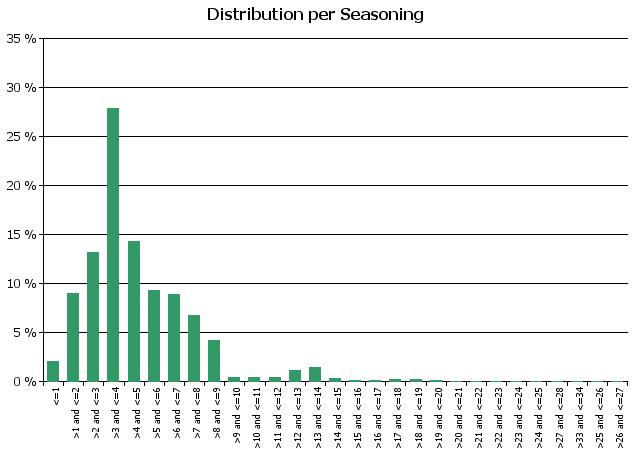 Distribution per Seasoning
35 %
30 %
25 %
20 %
15 %
10 %
5 %
0 %
<=1
>1 and <=2
>2 and <=3
>3 and <=4
>4 and <=5
>5 and <=6
>6 and <=7
>7 and <=8
>8 and <=9
>9 and <=10
>10 and <=11
>11 and <=12
>12 and <=13
>13 and <=14
>14 and <=15
>15 and <=16
>16 and <=17
>17 and <=18
>18 and <=19
>19 and <=20
>20 and <=21
>21 and <=22
>22 and <=23
>23 and <=24
>24 and <=25
>27 and <=28
>33 and <=34
>25 and <=26
>26 and <=27